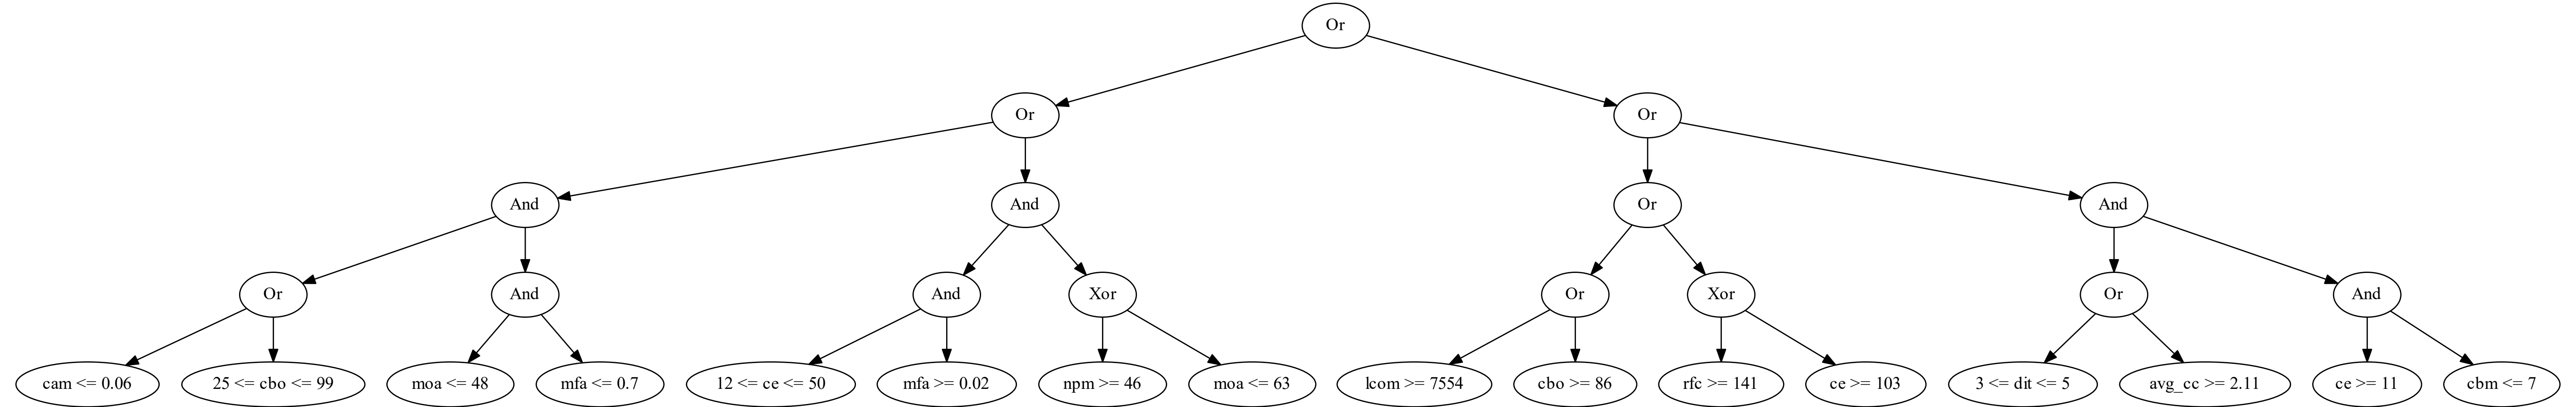 Or
Or
Or
And
And
Or
And
Or
And
And
Xor
Or
Xor
Or
And
cam <= 0.06
25 <= cbo <= 99
moa <= 48
mfa <= 0.7
12 <= ce <= 50
mfa >= 0.02
npm >= 46
moa <= 63
lcom >= 7554
cbo >= 86
rfc >= 141
ce >= 103
3 <= dit <= 5
avg_cc >= 2.11
ce >= 11
cbm <= 7